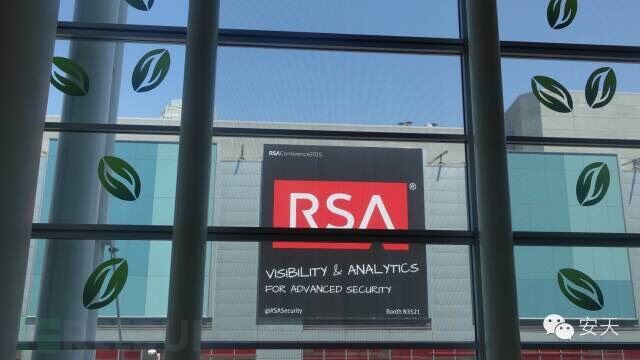 RSAConference2015
RSA®
VISIBILITY & ANALYTICS
FOR ADVANCED SECURITY
@RSASecurity
Booth N3521
安天